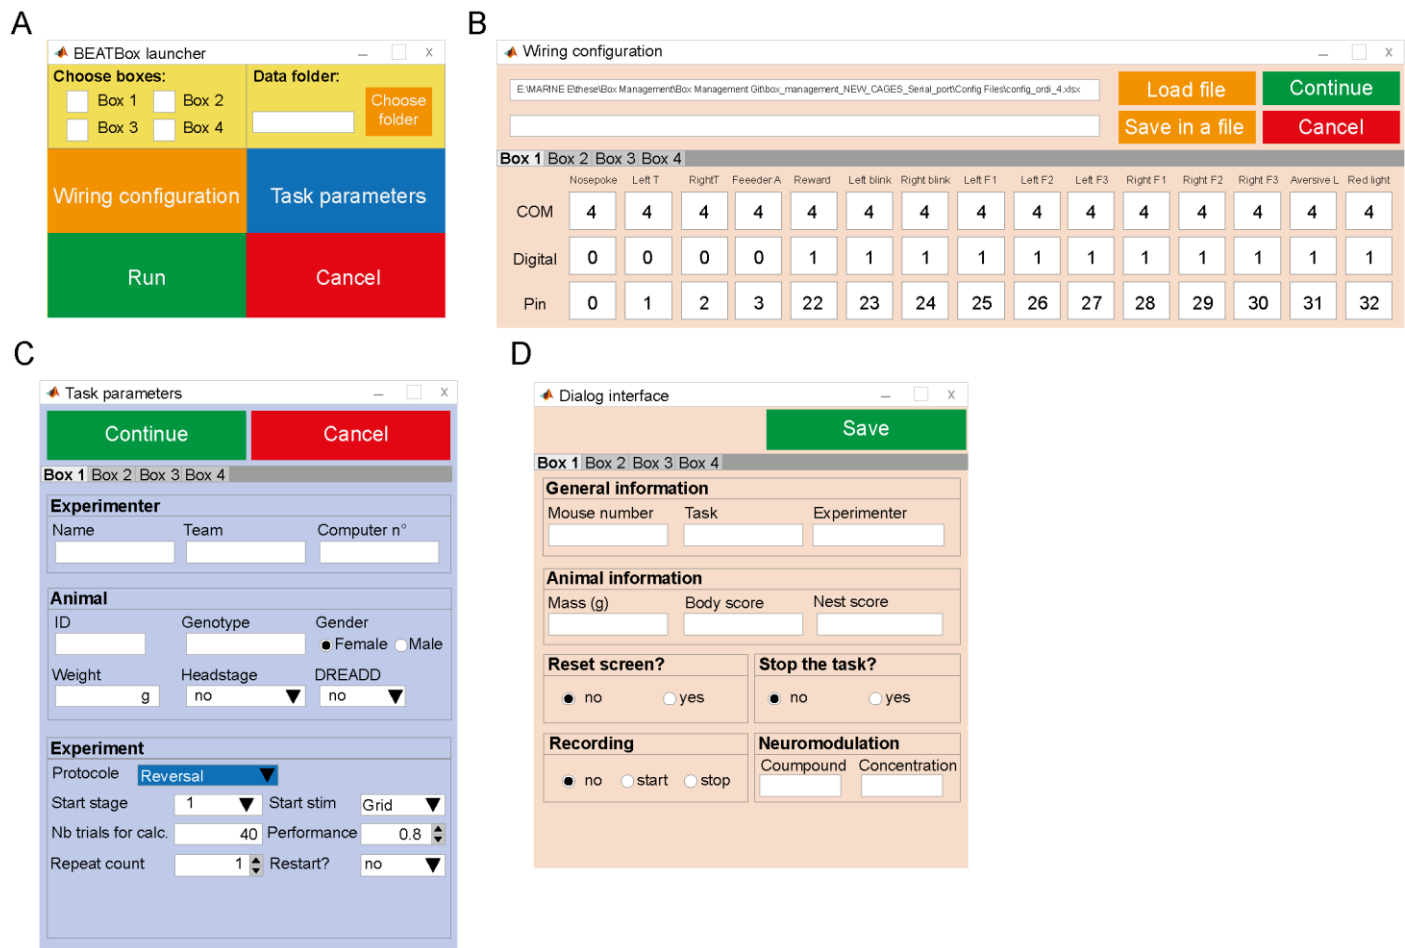 A
BEATBox launcher
Choose boxes:
Box 1 Box 2
Box 3 Box 4
Data folder:
Choose
folder
Wiring configuration Task parameters
Run Cancel
B
Wiring configuration
E:\MARINE E\these\Box Management\Box Management Git\box_management_NEW_CAGES_Serial_port\Config Files\config_ordi_4.xlsx
Load file Continue
Save in a file Cancel
Box 1 Box 2 Box 3 Box 4
Nosepoke Left T RightT Feeeder A Reward Left blink Right blink Left F1 Left F2 Left F3 Right F1 Right F2 Right F3 Aversive L Red light
COM 4 4 4 4 4 4 4 4 4 4 4 4 4 4 4
Digital 0 0 0 0 1 1 1 1 1 1 1 1 1 1 1
Pin 0 1 2 3 22 23 24 25 26 27 28 29 30 31 32
C
Task parameters
Continue Cancel
Box 1 Box 2 Box 3 Box 4
Experimenter
Name Team Computer n°
Animal
ID Genotype Gender
Female Male
Weight Headstage DREADD
g no no
Experiment
Protocole Reversal
Start stage 1 Start stim Grid
Nb trials for calc. 40 Performance 0.8
Repeat count 1 Restart? no
D
Dialog interface
Save
Box 1 Box 2 Box 3 Box 4
General information
Mouse number Task Experimenter
Animal information
Mass (g) Body score Nest score
Reset screen? Stop the task?
no yes no yes
Recording Neuromodulation
Coumpound Concentration
no start stop